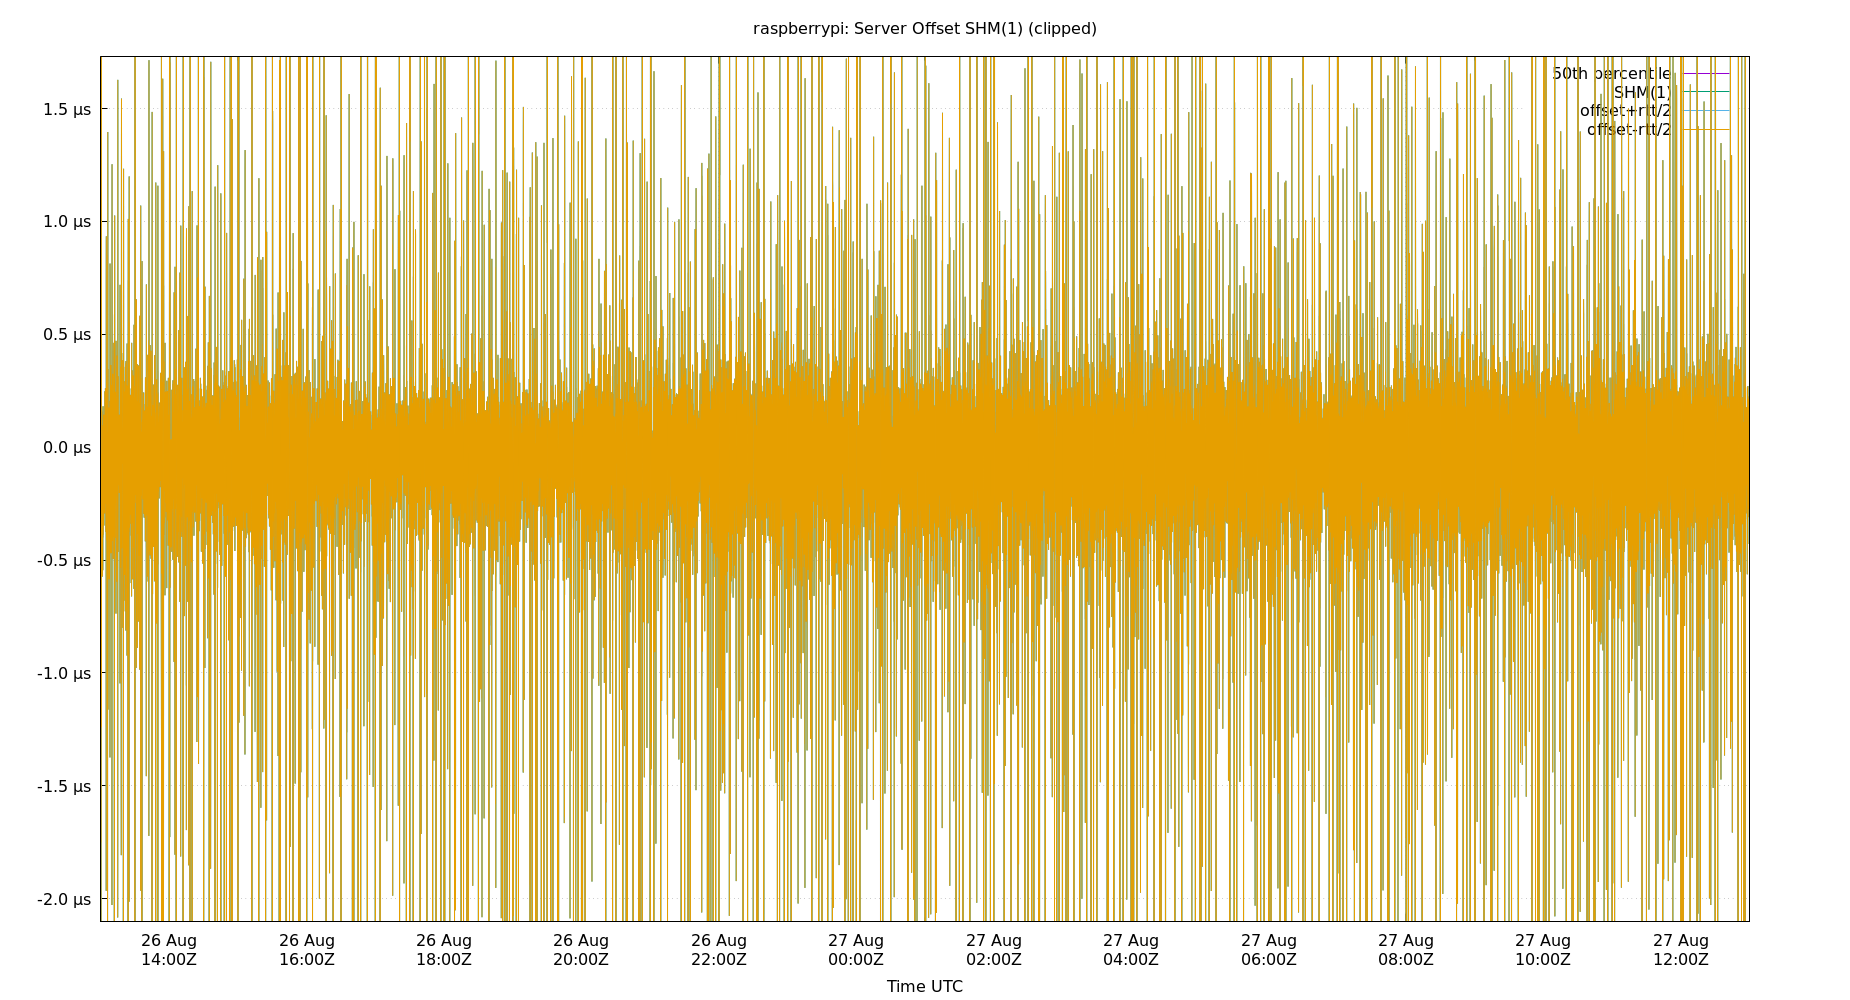 raspberrypi: Server Offset SHM(1) (clipped)
50th percentile
SHM(1)
offset+rtt/2
offset-rtt/2
1.5 µs
1.0 µs
0.5 µs
0.0 µs
-0.5 µs
-1.0 µs
-1.5 µs
-2.0 µs
26 Aug 26 Aug 26 Aug 26 Aug 26 Aug 27 Aug 27 Aug 27 Aug 27 Aug 27 Aug 27 Aug 27 Aug
14:00Z 16:00Z 18:00Z 20:00Z 22:00Z 00:00Z 02:00Z 04:00Z 06:00Z 08:00Z 10:00Z 12:00Z
Time UTC